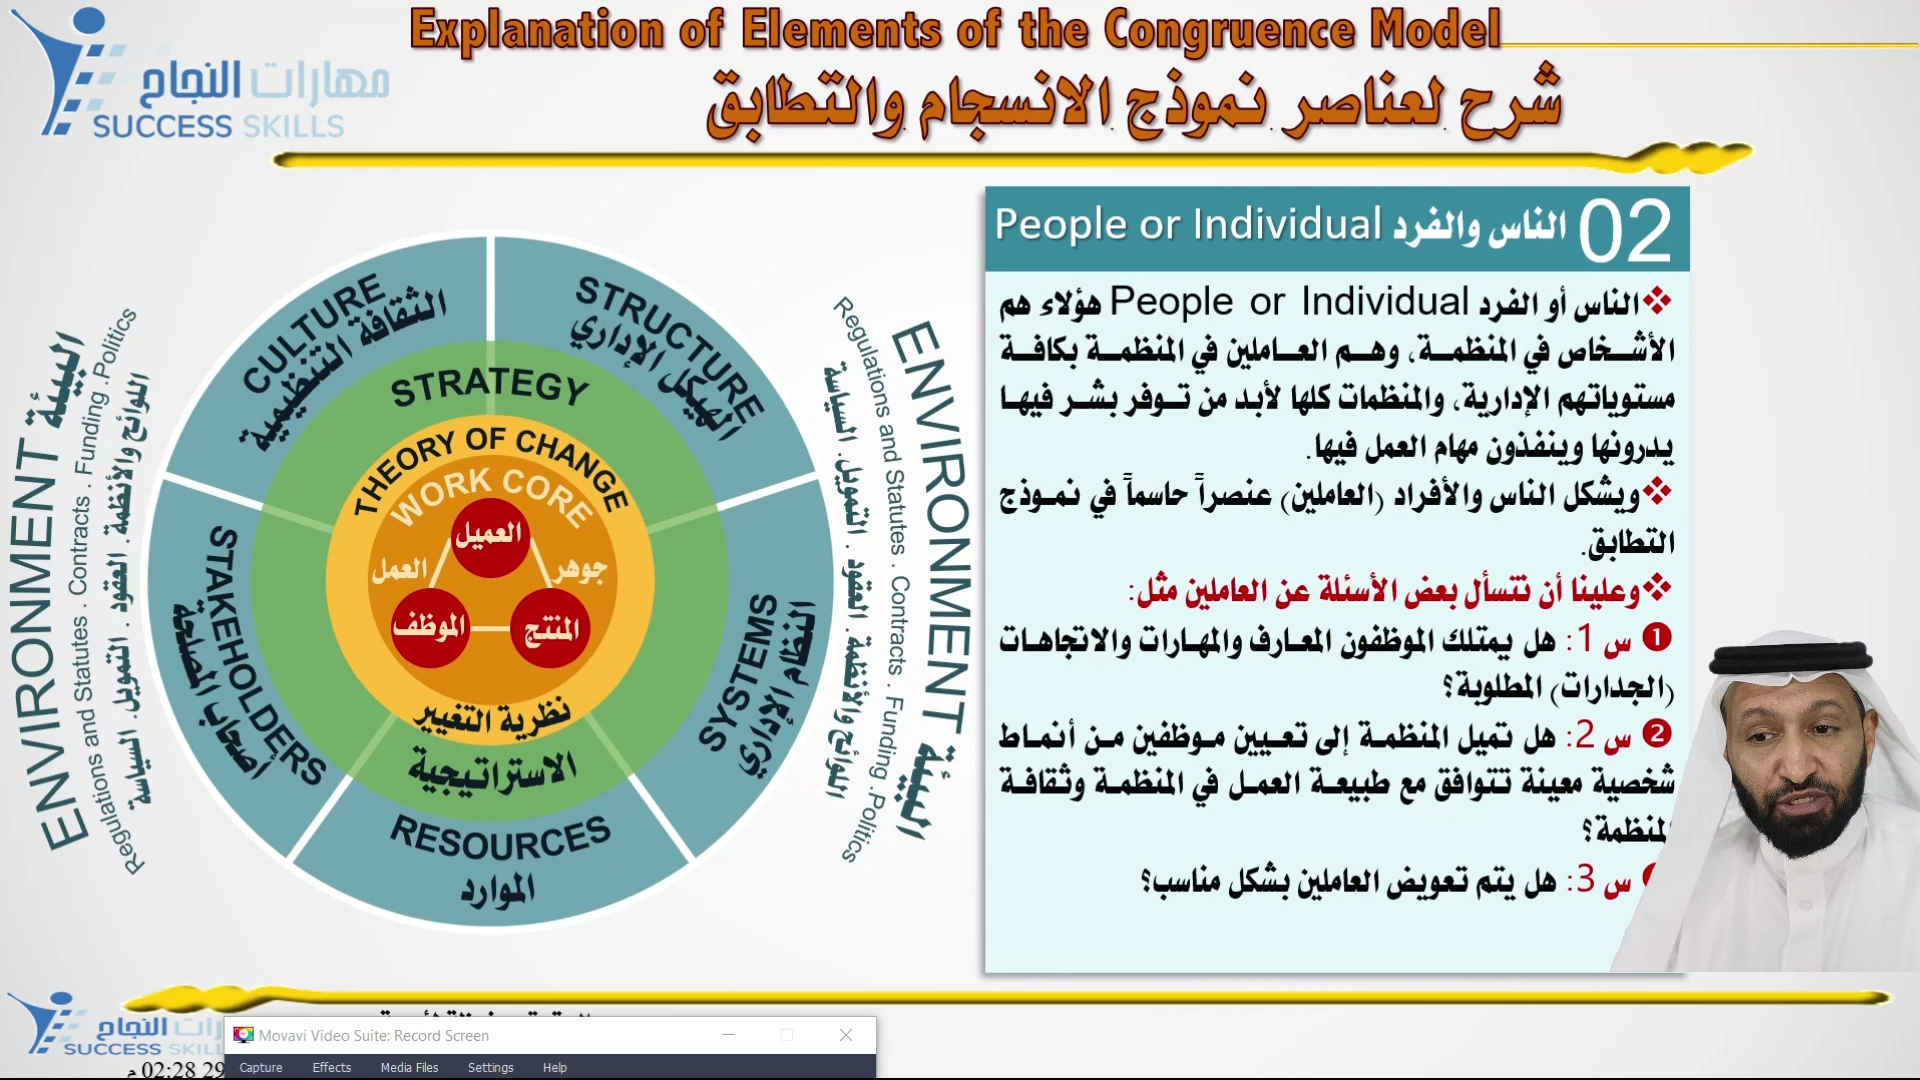 Explanation of Elements of the Congruence Model
شرح لعناصر نموذج الانسجام والتطابق
مهارات النجاح
SUCCESS SKILLS
02 الناس والفرد People or Individual
❖الناس أو الفرد People or Individual هؤلاء هم
الأشخاص في المنظمة، وهم العاملين في المنظمة بكافة
مستوياتهم الإدارية، والمنظمات كلها لأبد من توفر بشر فيها
يدرونها وينفذون مهام العمل فيها.
❖ويشكل الناس والأفراد (العاملين) عنصراً حاسماً في نموذج
التطابق.
❖وعلينا أن نتسأل بعض الأسئلة عن العاملين مثل:
❶ س 1: هل يمتلك الموظفون المعارف والمهارات والاتجاهات
(الجدارات) المطلوبة؟
❷ س 2: هل تميل المنظمة إلى تعيين موظفين من أنماط
شخصية معينة تتوافق مع طبيعة العمل في المنظمة وثقافة
لمنظمة؟
س 3: هل يتم تعويض العاملين بشكل مناسب؟
CULTURE
الثقافة التنظيمية
STRUCTURE
الهيكل الإداري
STRATEGY
THEORY OF CHANGE
WORK CORE
العميل
جوهر
العمل
الموظف
المنتج
نظرية التغيير
الاستراتيجية
STAKEHOLDERS
أصحاب المصلحة
SYSTEMS
النظام الإداري
RESOURCES
الموارد
ENVIRONMENT البيئة
Regulations and Statutes . Contracts . Funding .Politics
اللوائح والأنظمة. العقود . التمويل. السياسة
ENVIRONMENT البيئة
Regulations and Statutes . Contracts . Funding .Politics
اللوائح والأنظمة. العقود . التمويل. السياسة
رات النجاح
SUCCESS SKILL
02:28 29 م
Movavi Video Suite: Record Screen
Capture Effects Media Files Settings Help